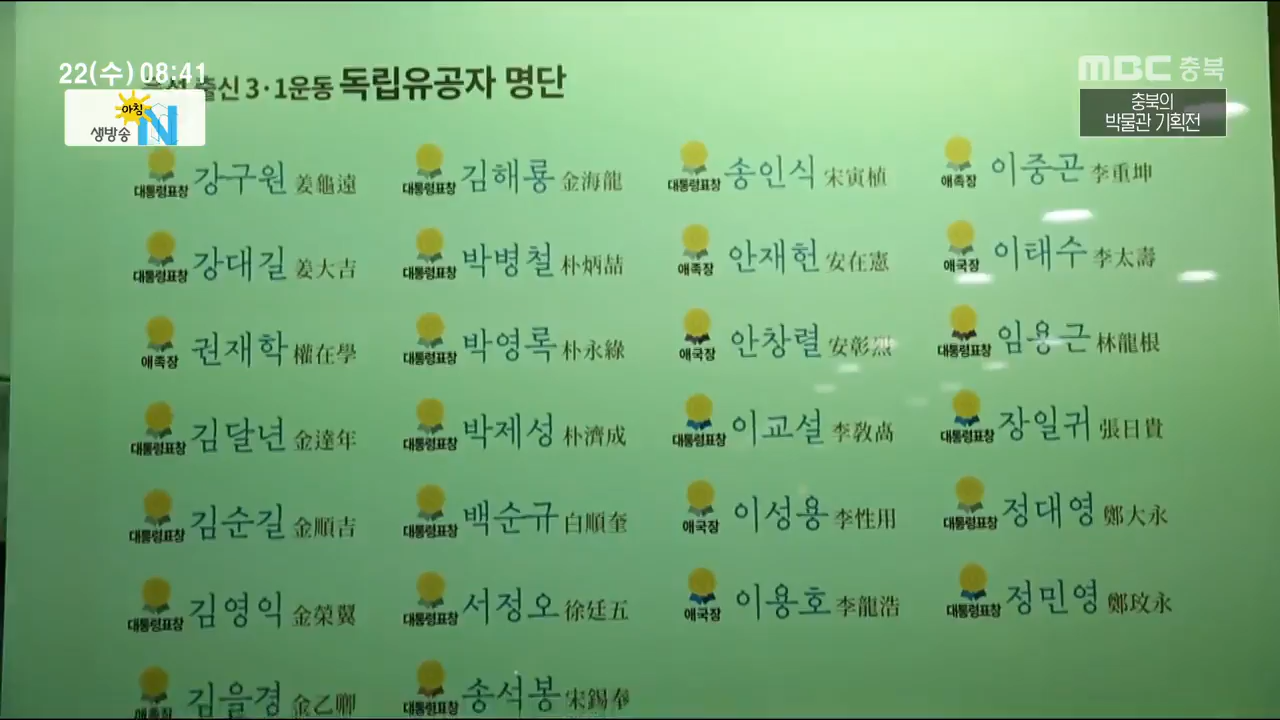 22(수) 08:41
아침
생방송 N
MBC 충북
충북의
박물관 기획전
출신 3·1운동 독립유공자 명단
대통령표창 강구원 姜龜遠
대통령표창 김해룡 金海龍
대통령표창 송인식 宋寅植
애족장 이중곤 李重坤
대통령표창 강대길 姜大吉
대통령표창 박병철 朴炳喆
애족장 안재헌 安在憲
애국장 이태수 李太壽
애족장 권재학 權在學
대통령표창 박영록 朴永綠
애국장 안창렬 安彰烈
대통령표창 임용근 林龍根
대통령표창 김달년 金達年
대통령표창 박제성 朴濟成
대통령표창 이교설 李敎卨
대통령표창 장일귀 張日貴
대통령표창 김순길 金順吉
대통령표창 백순규 白順奎
애국장 이성용 李性用
대통령표창 정대영 鄭大永
대통령표창 김영익 金榮翼
대통령표창 서정오 徐廷五
애국장 이용호 李龍浩
대통령표창 정민영 鄭玟永
애족장 김을경 金乙卿
대통령표창 송석봉 宋錫奉